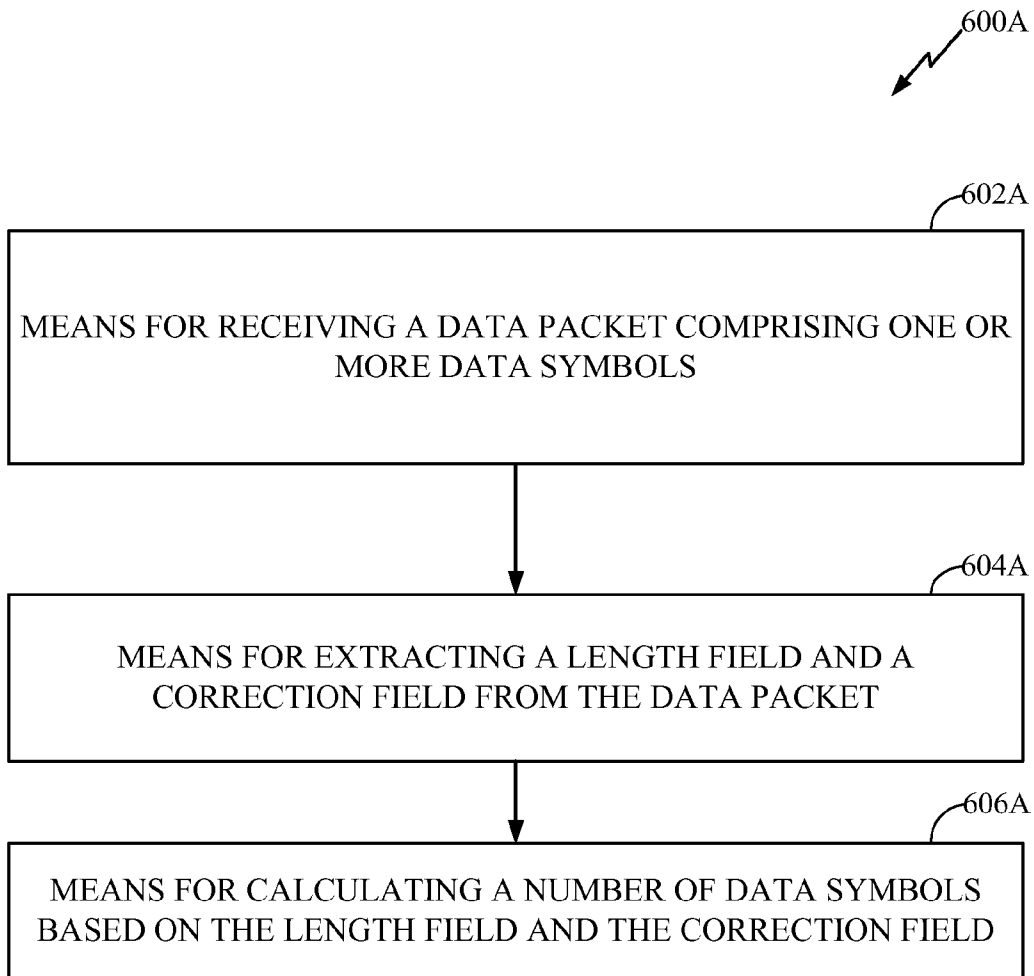 600A
602A
MEANS FOR RECEIVING A DATA PACKET COMPRISING ONE OR
MORE DATA SYMBOLS
604A
MEANS FOR EXTRACTING A LENGTH FIELD AND A
CORRECTION FIELD FROM THE DATA PACKET
606A
MEANS FOR CALCULATING A NUMBER OF DATA SYMBOLS
BASED ON THE LENGTH FIELD AND THE CORRECTION FIELD